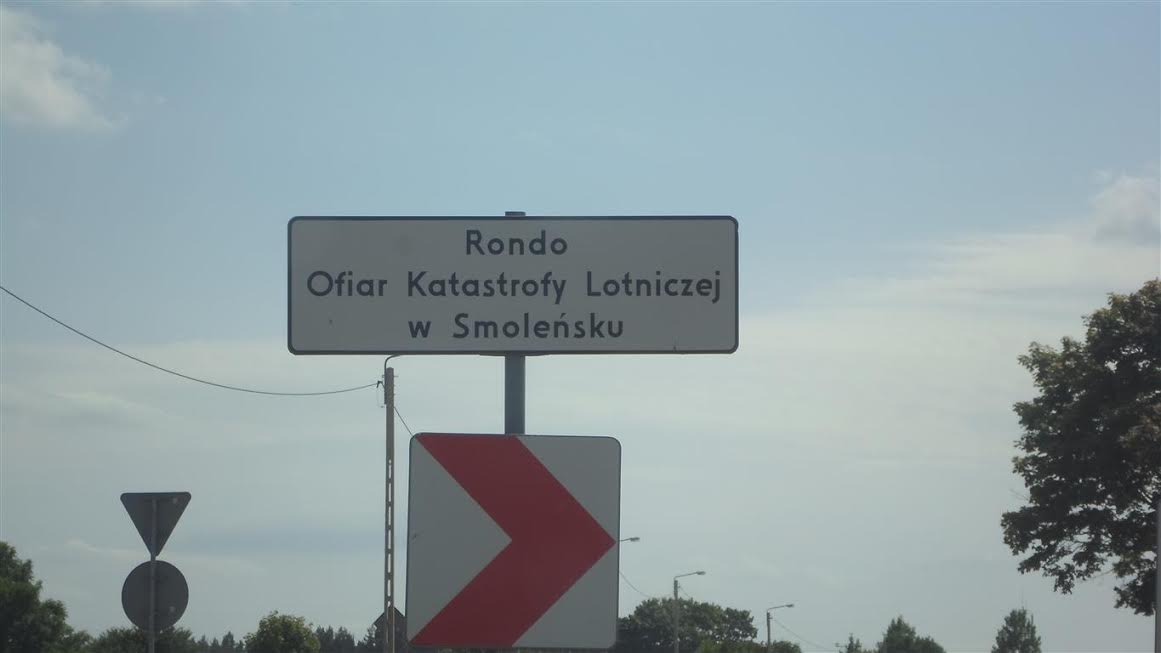 Rondo
Ofiar Katastrofy Lotniczej
w Smoleńsku